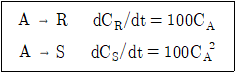 A → R dC_R/dt = 100C_A
A → S dC_S/dt = 100C_A^2